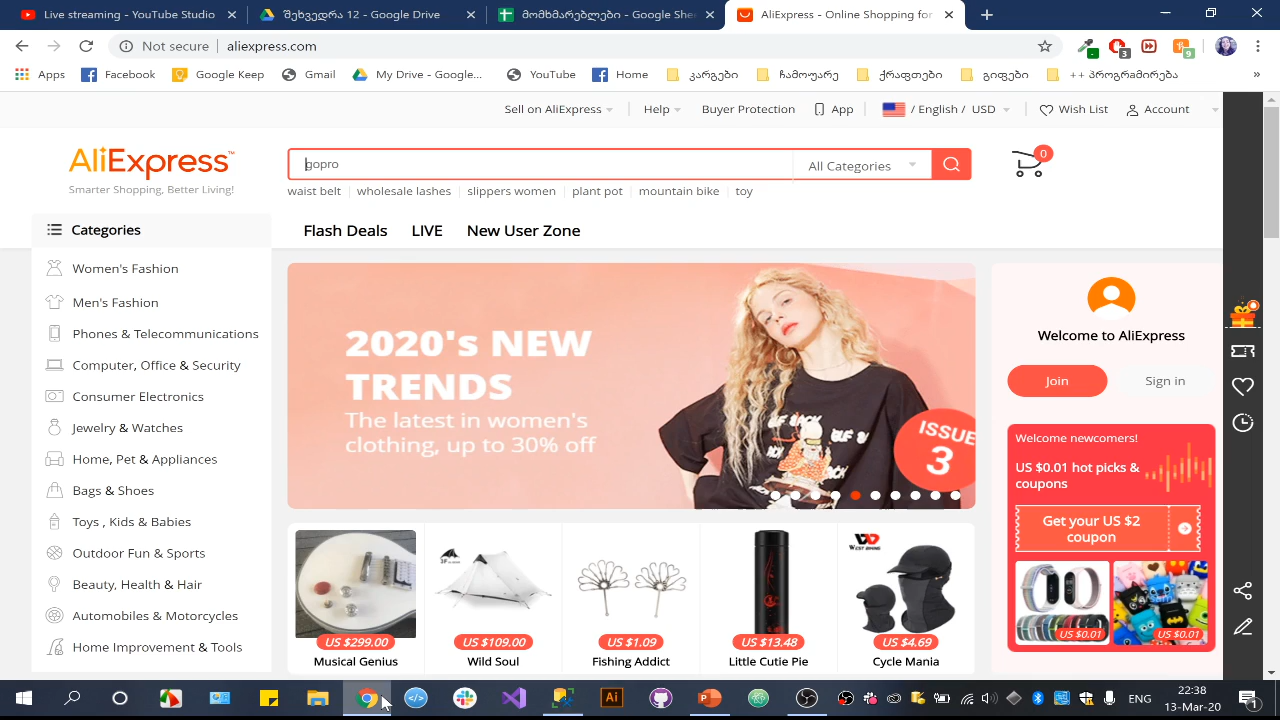 Live streaming - YouTube Studio
შეხვედრა 12 - Google Drive
მომხმარებლები - Google She
AliExpress - Online Shopping for
Not secure | aliexpress.com
3
9
Apps
Facebook
Google Keep
Gmail
My Drive - Google...
YouTube
Home
კარგები
ჩამოუარე
ქრაფთები
გიფები
++ პროგრამირება
»
Sell on AliExpress
Help
Buyer Protection
App
/ English / USD
Wish List
Account
AliExpress
Smarter Shopping, Better Living!
gopro
All Categories
0
waist belt
wholesale lashes
slippers women
plant pot
mountain bike
toy
Categories
Flash Deals
LIVE
New User Zone
Women's Fashion
Men's Fashion
Phones & Telecommunications
Computer, Office & Security
Consumer Electronics
Jewelry & Watches
Home, Pet & Appliances
Bags & Shoes
Toys , Kids & Babies
Outdoor Fun & Sports
Beauty, Health & Hair
Automobiles & Motorcycles
Home Improvement & Tools
2020's NEW
TRENDS
The latest in women's
clothing, up to 30% off
ISSUE
3
Welcome to AliExpress
Join
Sign in
Welcome newcomers!
US $0.01 hot picks &
coupons
Get your US $2
coupon
US $0.01
US $0.01
US $299.00
Musical Genius
US $109.00
Wild Soul
US $1.09
Fishing Addict
US $13.48
Little Cutie Pie
WEST BIKING
US $4.69
Cycle Mania
Ai
ENG
22:38
13-Mar-20
1